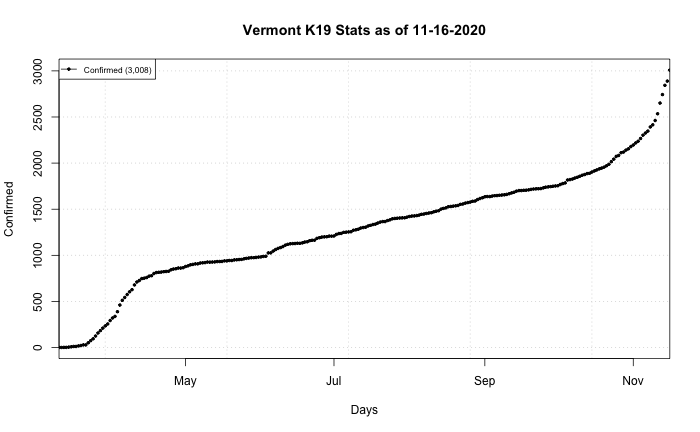 Vermont K19 Stats as of 11-16-2020
Confirmed (3,008)
3000
2500
2000
1500
1000
500
0
Confirmed
May Jul Sep Nov
Days